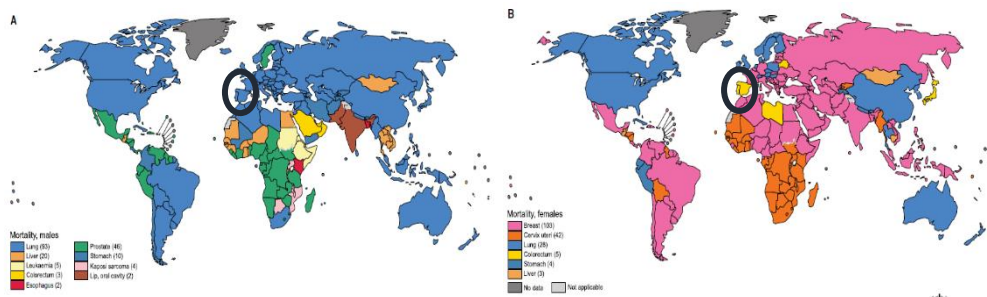 A
Mortality, males
Lung (93)
Liver (20)
Leukaemia (5)
Colorectum (3)
Esophagus (2)
Prostate (46)
Stomach (10)
Kaposi sarcoma (4)
Lip, oral cavity (2)
B
Mortality, females
Breast (103)
Cervix uteri (42)
Lung (28)
Colorectum (5)
Stomach (4)
Liver (3)
No data
Not applicable